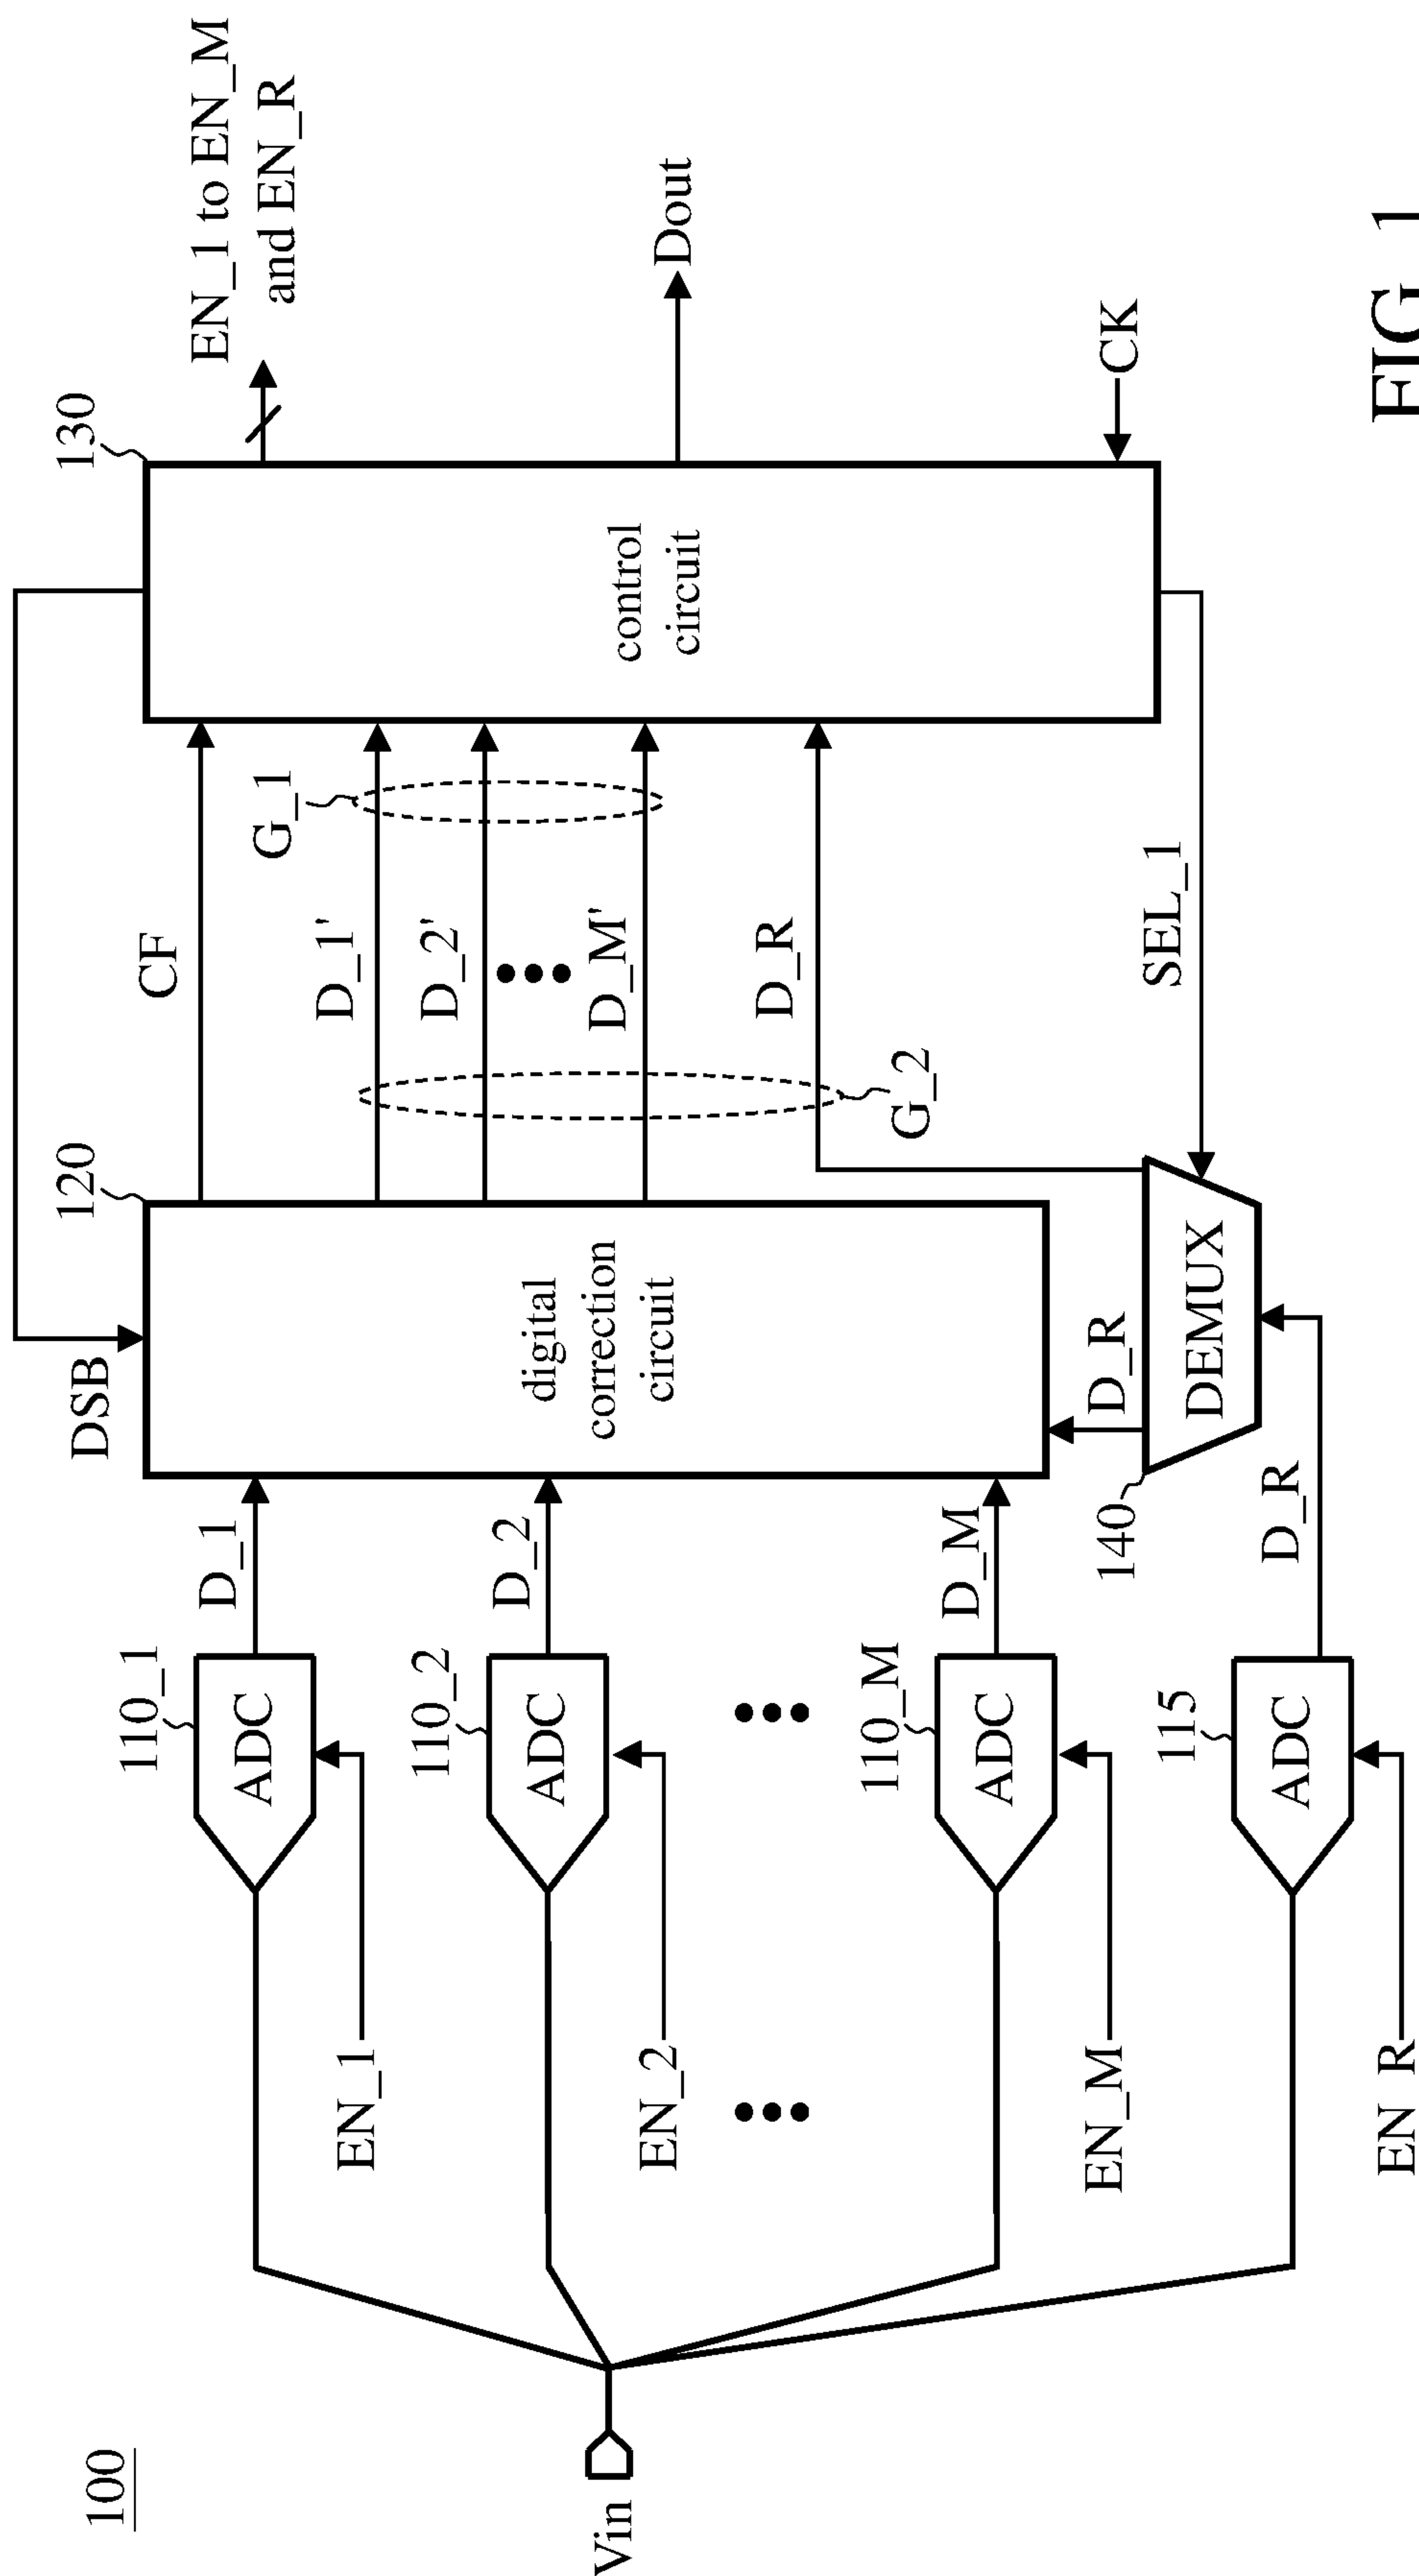 100
Vin
EN_1
EN_2
EN_M
EN_R
110_1
ADC
110_2
ADC
110_M
ADC
115
ADC
D_1
D_2
D_M
D_R
DSB
120
digital
correction
circuit
140
DEMUX
D_R
CF
D_1'
D_2'
D_M'
D_R
G_1
G_2
SEL_1
130
control
circuit
EN_1 to EN_M
and EN_R
Dout
CK
FIG. 1